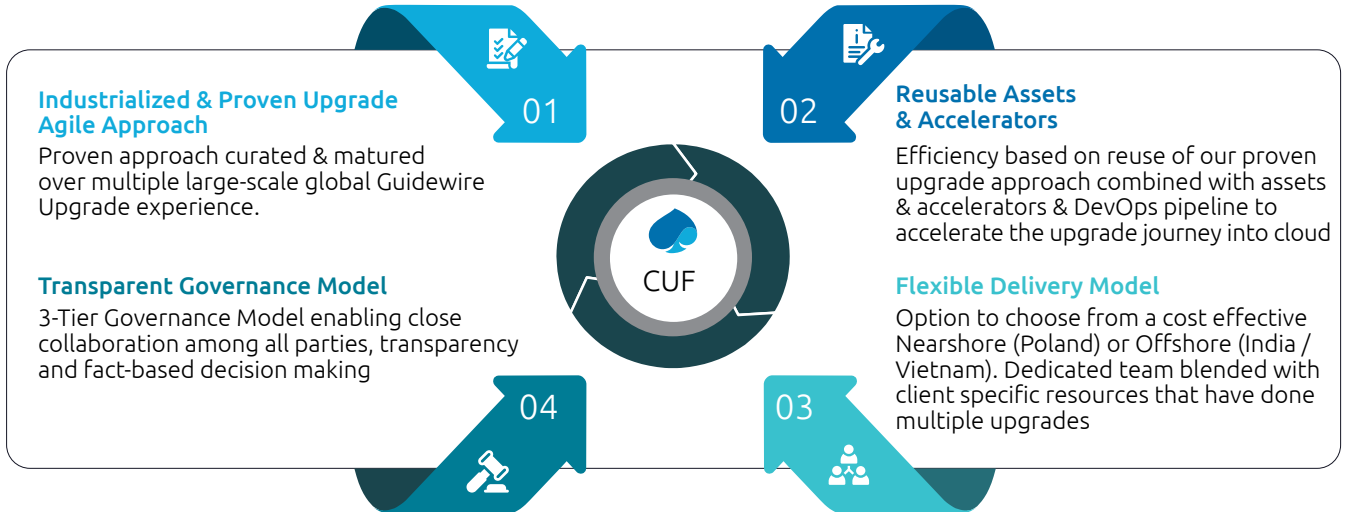 01
Industrialized & Proven Upgrade
Agile Approach
Proven approach curated & matured
over multiple large-scale global Guidewire
Upgrade experience.
02
Reusable Assets
& Accelerators
Efficiency based on reuse of our proven
upgrade approach combined with assets
& accelerators & DevOps pipeline to
accelerate the upgrade journey into cloud
CUF
03
Flexible Delivery Model
Option to choose from a cost effective
Nearshore (Poland) or Offshore (India /
Vietnam). Dedicated team blended with
client specific resources that have done
multiple upgrades
04
Transparent Governance Model
3-Tier Governance Model enabling close
collaboration among all parties, transparency
and fact-based decision making